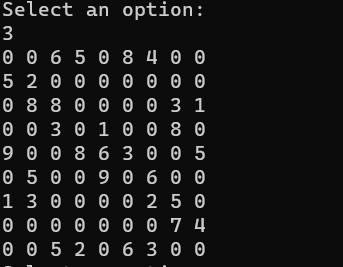 Select an option:
3
0 0 6 5 0 8 4 0 0
5 2 0 0 0 0 0 0 0
0 8 8 0 0 0 0 3 1
0 0 3 0 1 0 0 8 0
9 0 0 8 6 3 0 0 5
0 5 0 0 9 0 6 0 0
1 3 0 0 0 0 2 5 0
0 0 0 0 0 0 0 7 4
0 0 5 2 0 6 3 0 0